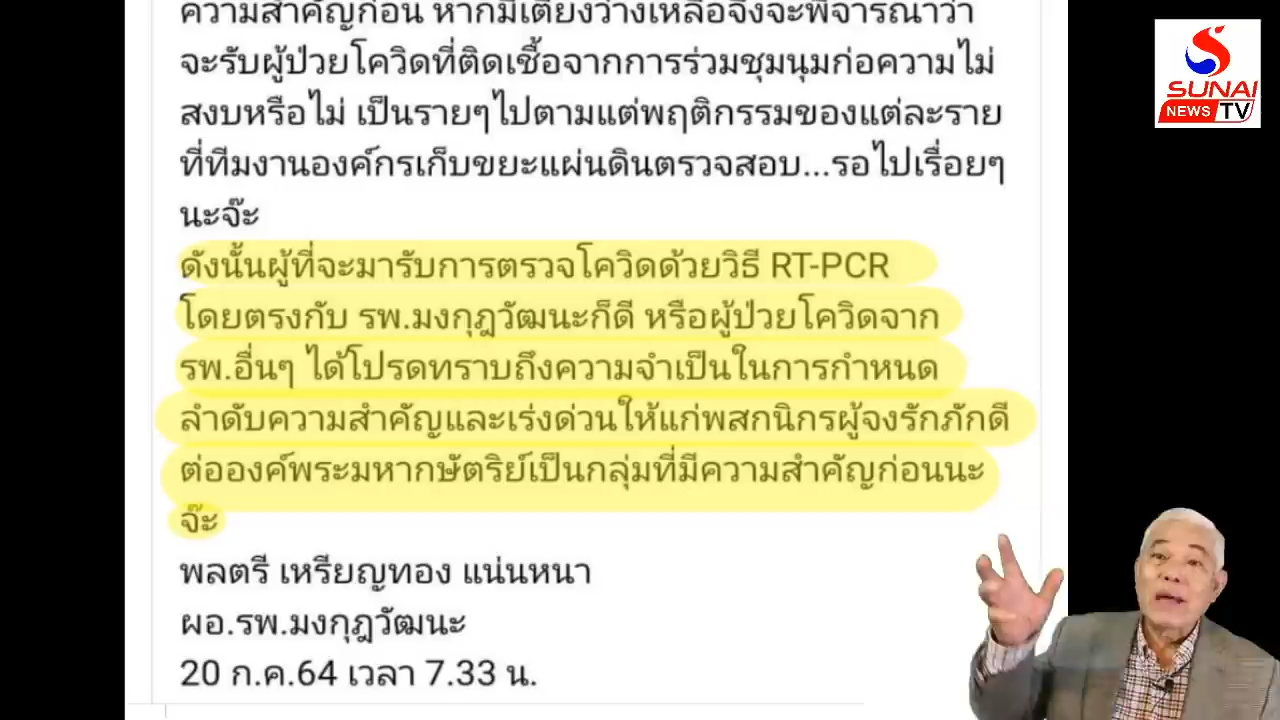 ความสำคัญก่อน หากมีเตียงว่างเหลือจึงจะพิจารณาว่า
จะรับผู้ป่วยโควิดที่ติดเชื้อจากการร่วมชุมนุมก่อความไม่
สงบหรือไม่ เป็นรายๆไปตามแต่พฤติกรรมของแต่ละราย
ที่ทีมงานองค์กรเก็บขยะแผ่นดินตรวจสอบ...รอไปเรื่อยๆ
นะจ๊ะ
ดังนั้นผู้ที่จะมารับการตรวจโควิดด้วยวิธี RT-PCR
โดยตรงกับ รพ.มงกุฎวัฒนะก็ดี หรือผู้ป่วยโควิดจาก
รพ.อื่นๆ ได้โปรดทราบถึงความจำเป็นในการกำหนด
ลำดับความสำคัญและเร่งด่วนให้แก่พสกนิกรผู้จงรักภักดี
ต่อองค์พระมหากษัตริย์เป็นกลุ่มที่มีความสำคัญก่อนนะ
จ๊ะ
พลตรี เหรียญทอง แน่นหนา
ผอ.รพ.มงกุฎวัฒนะ
20 ก.ค.64 เวลา 7.33 น.
SUNAI
NEWS TV